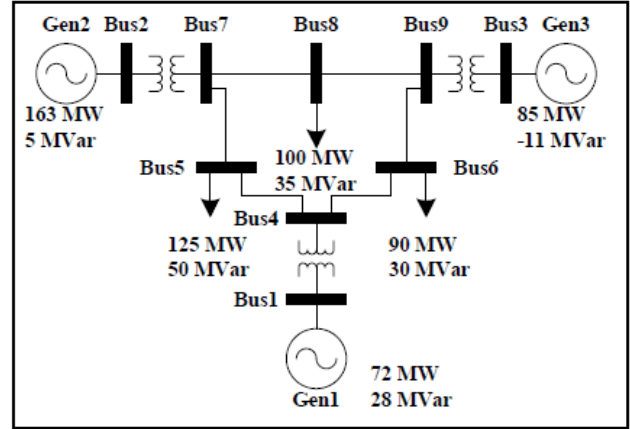 Gen2 Bus2 Bus7 Bus8 Bus9 Bus3 Gen3
163 MW
5 MVar
85 MW
-11 MVar
Bus5
100 MW
35 MVar
Bus6
Bus4
125 MW
50 MVar
90 MW
30 MVar
Bus1
72 MW
28 MVar
Gen1